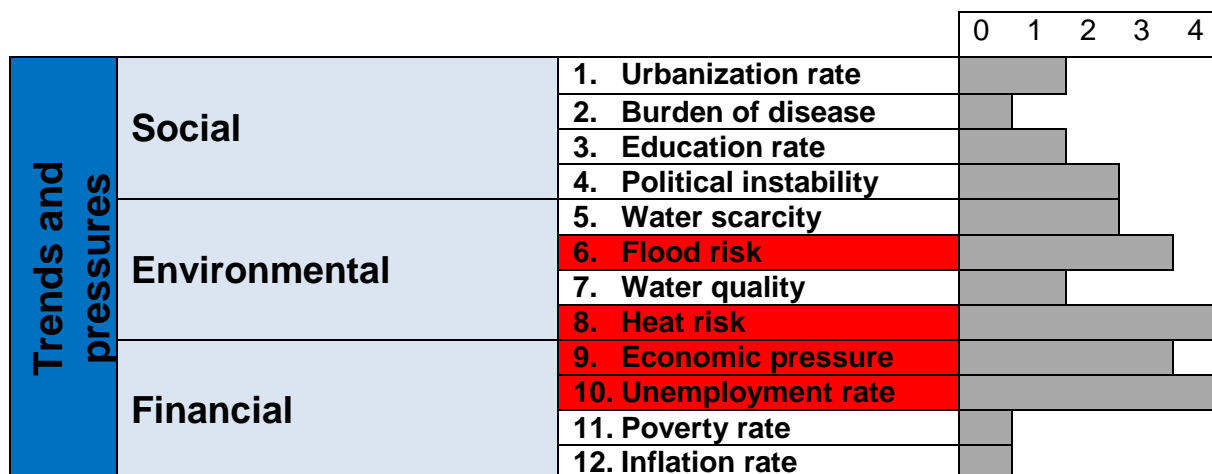 0 1 2 3 4
Trends and
pressures
Social
1. Urbanization rate
2. Burden of disease
3. Education rate
4. Political instability
Environmental
5. Water scarcity
6. Flood risk
7. Water quality
8. Heat risk
Financial
9. Economic pressure
10. Unemployment rate
11. Poverty rate
12. Inflation rate